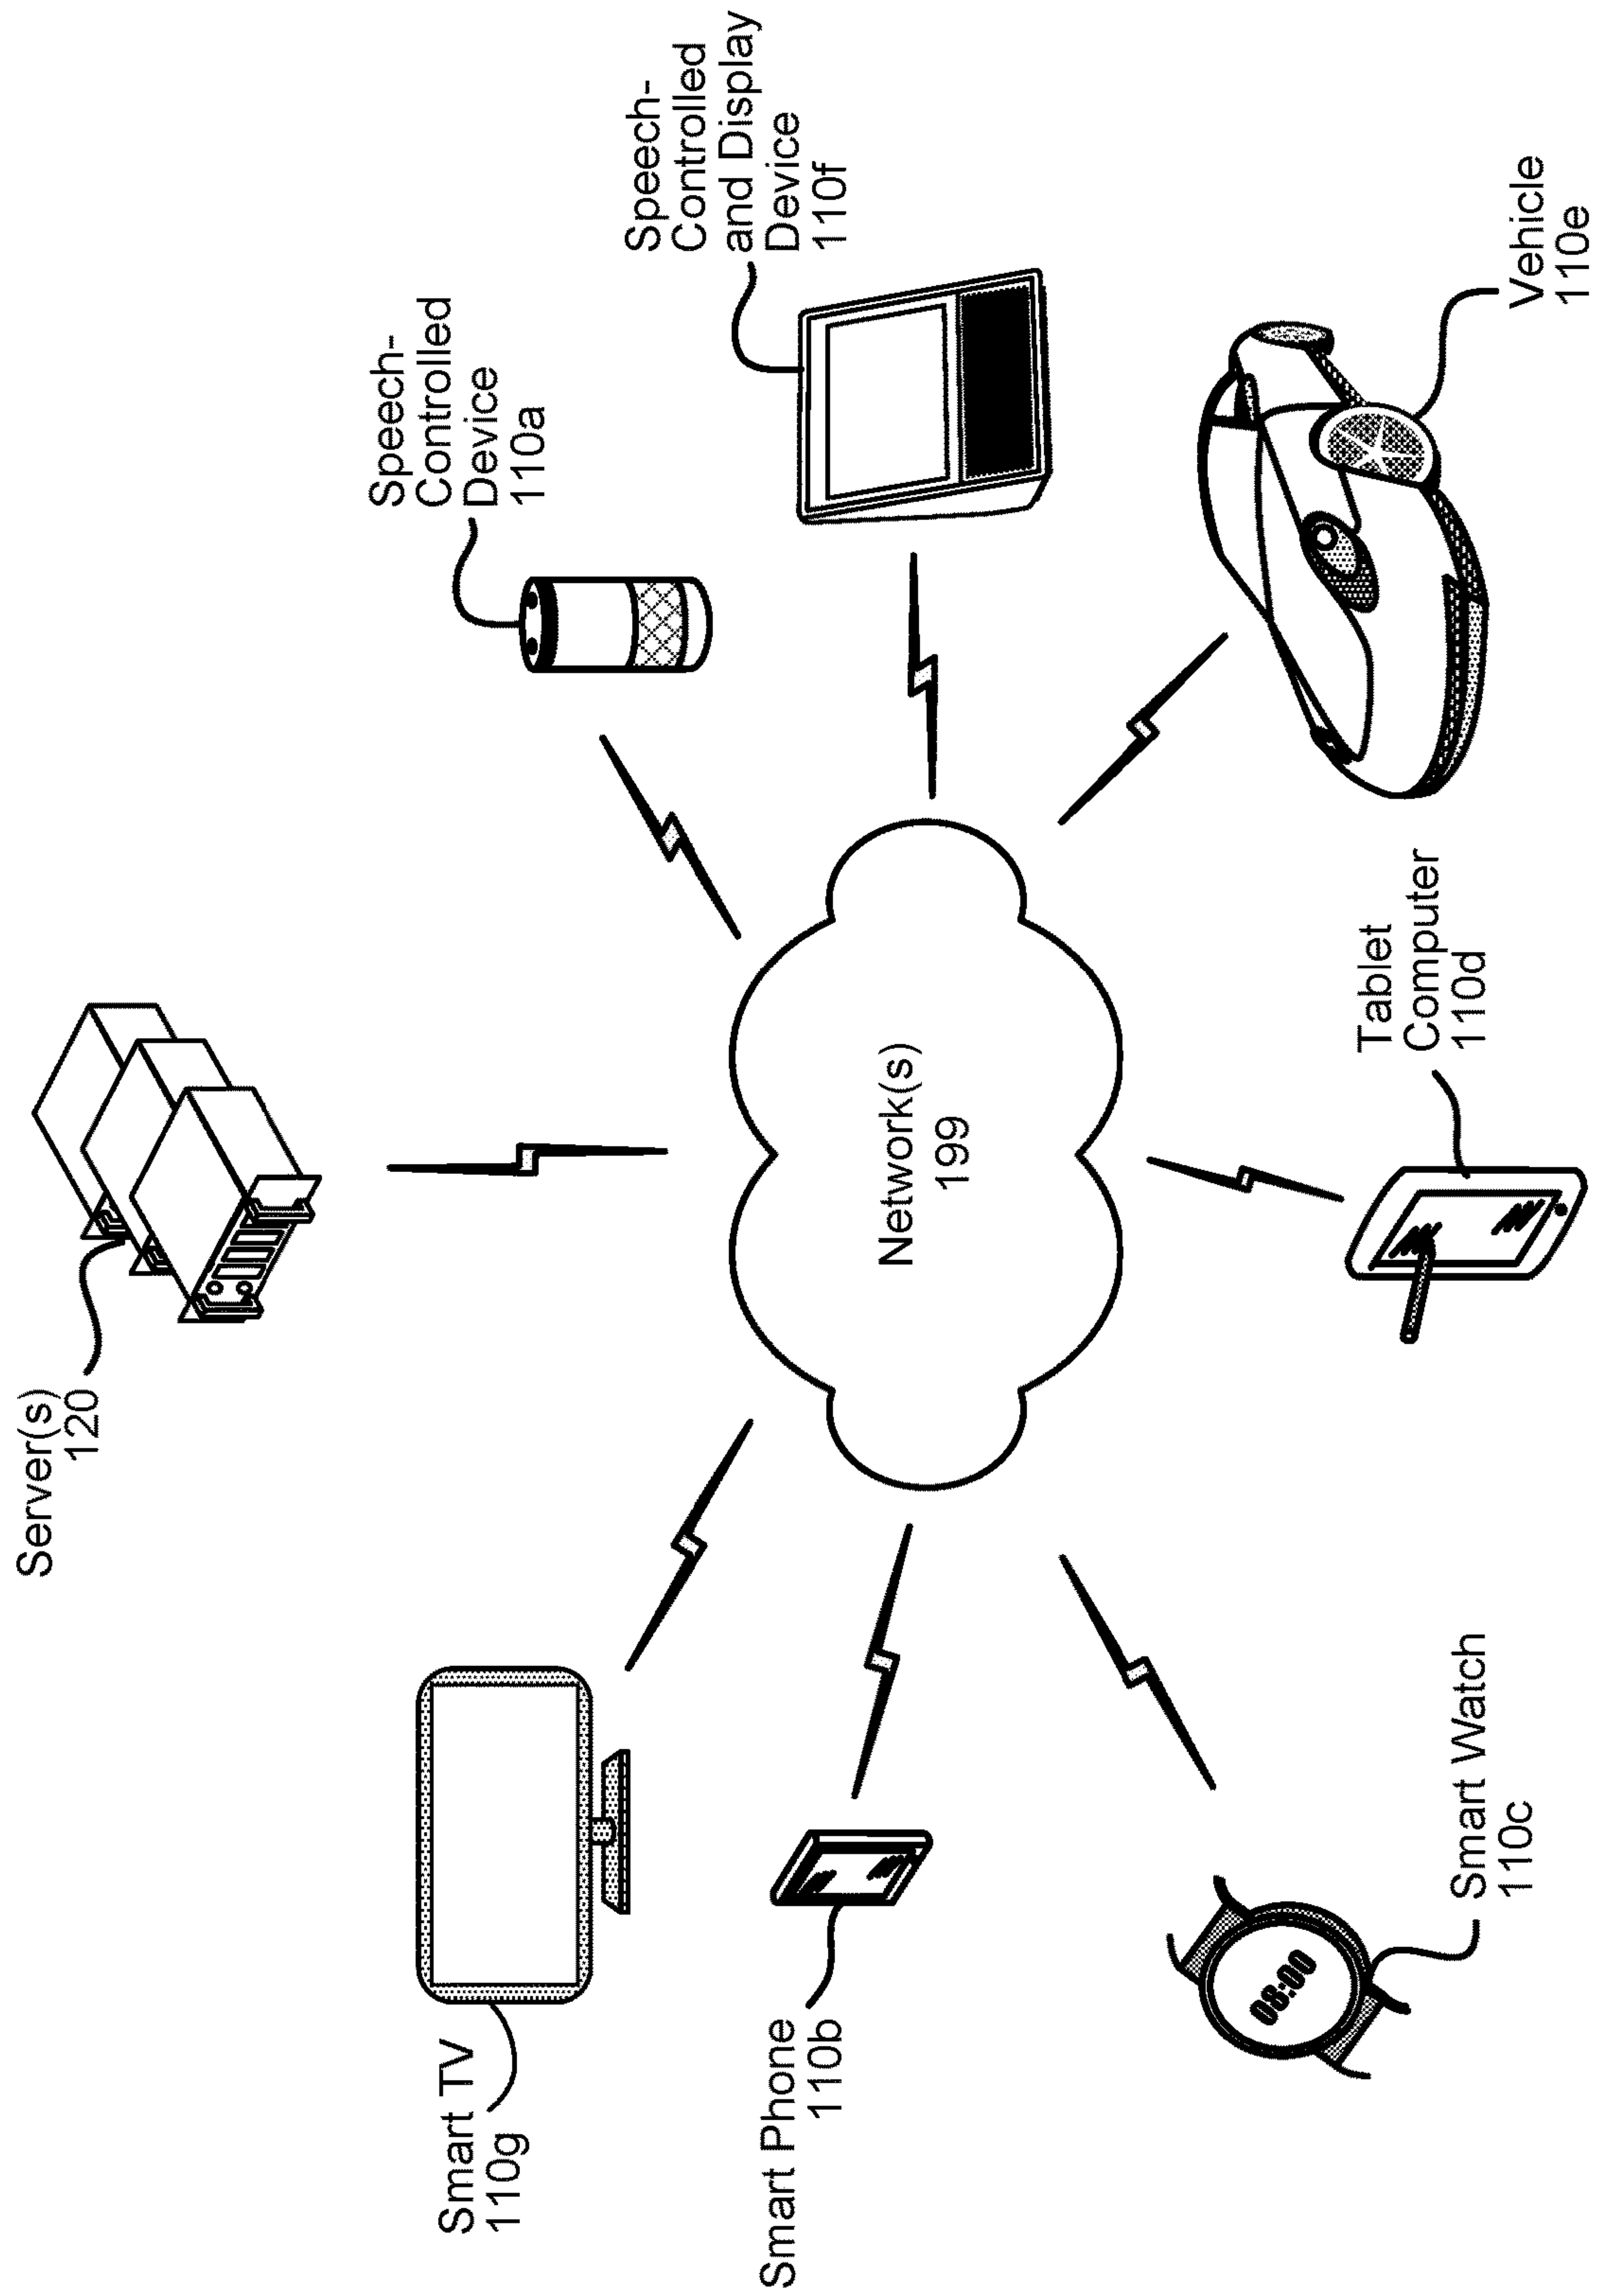 Server(s)
120
Smart TV
110g
Speech-
Controlled
Device
110a
Speech-
Controlled
and Display
Device
110f
Smart Phone
110b
Network(s)
199
Smart Watch
110c
08:00
Tablet
Computer
110d
Vehicle
110e